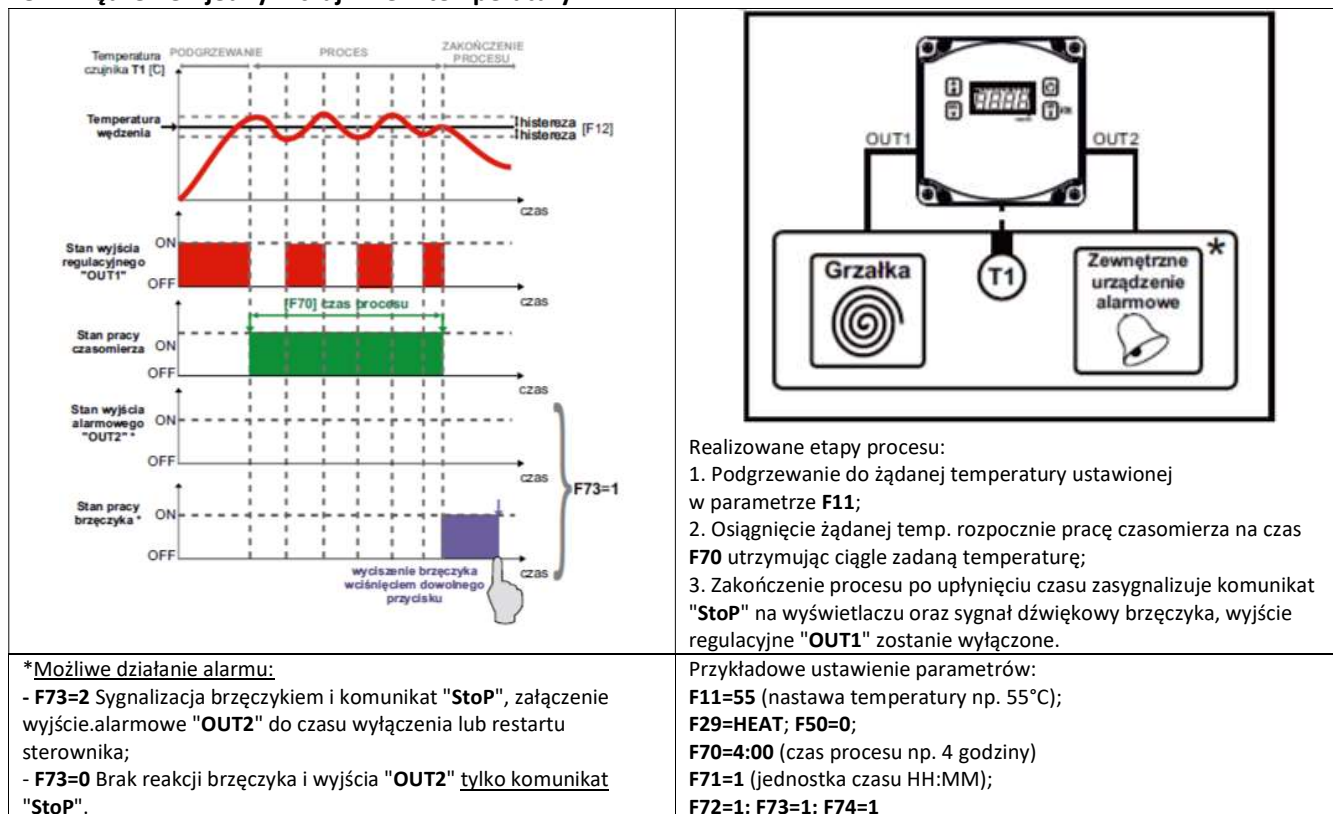 Temperatura czujnika T1 [C]
PODGRZEWANIE
PROCES
ZAKOŃCZENIE PROCESU
Temperatura wędzenia
histereza
histereza
[F12]
czas
Stan wyjścia regulacyjnego "OUT1"
ON
OFF
czas
[F70] czas procesu
Stan pracy czasomierza
ON
OFF
czas
Stan wyjścia alarmowego "OUT2" *
ON
OFF
czas
F73=1
Stan pracy brzęczyka *
ON
OFF
czas
wyciszenie brzęczyka
wciśnięciem dowolnego
przycisku
OUT1
OUT2
Grzałka
T1
Zewnętrzne
urządzenie
alarmowe
*
Realizowane etapy procesu:
1. Podgrzewanie do żądanej temperatury ustawionej
w parametrze F11;
2. Osiągnięcie żądanej temp. rozpocznie pracę czasomierza na czas
F70 utrzymując ciągle zadaną temperaturę;
3. Zakończenie procesu po upłynięciu czasu zasygnalizuje komunikat
"StoP" na wyświetlaczu oraz sygnał dźwiękowy brzęczyka, wyjście
regulacyjne "OUT1" zostanie wyłączone.
*Możliwe działanie alarmu:
- F73=2 Sygnalizacja brzęczykiem i komunikat "StoP", załączenie
wyjście.alarmowe "OUT2" do czasu wyłączenia lub restartu
sterownika;
- F73=0 Brak reakcji brzęczyka i wyjścia "OUT2" tylko komunikat
"StoP".
Przykładowe ustawienie parametrów:
F11=55 (nastawa temperatury np. 55°C);
F29=HEAT; F50=0;
F70=4:00 (czas procesu np. 4 godziny)
F71=1 (jednostka czasu HH:MM);
F72=1; F73=1; F74=1